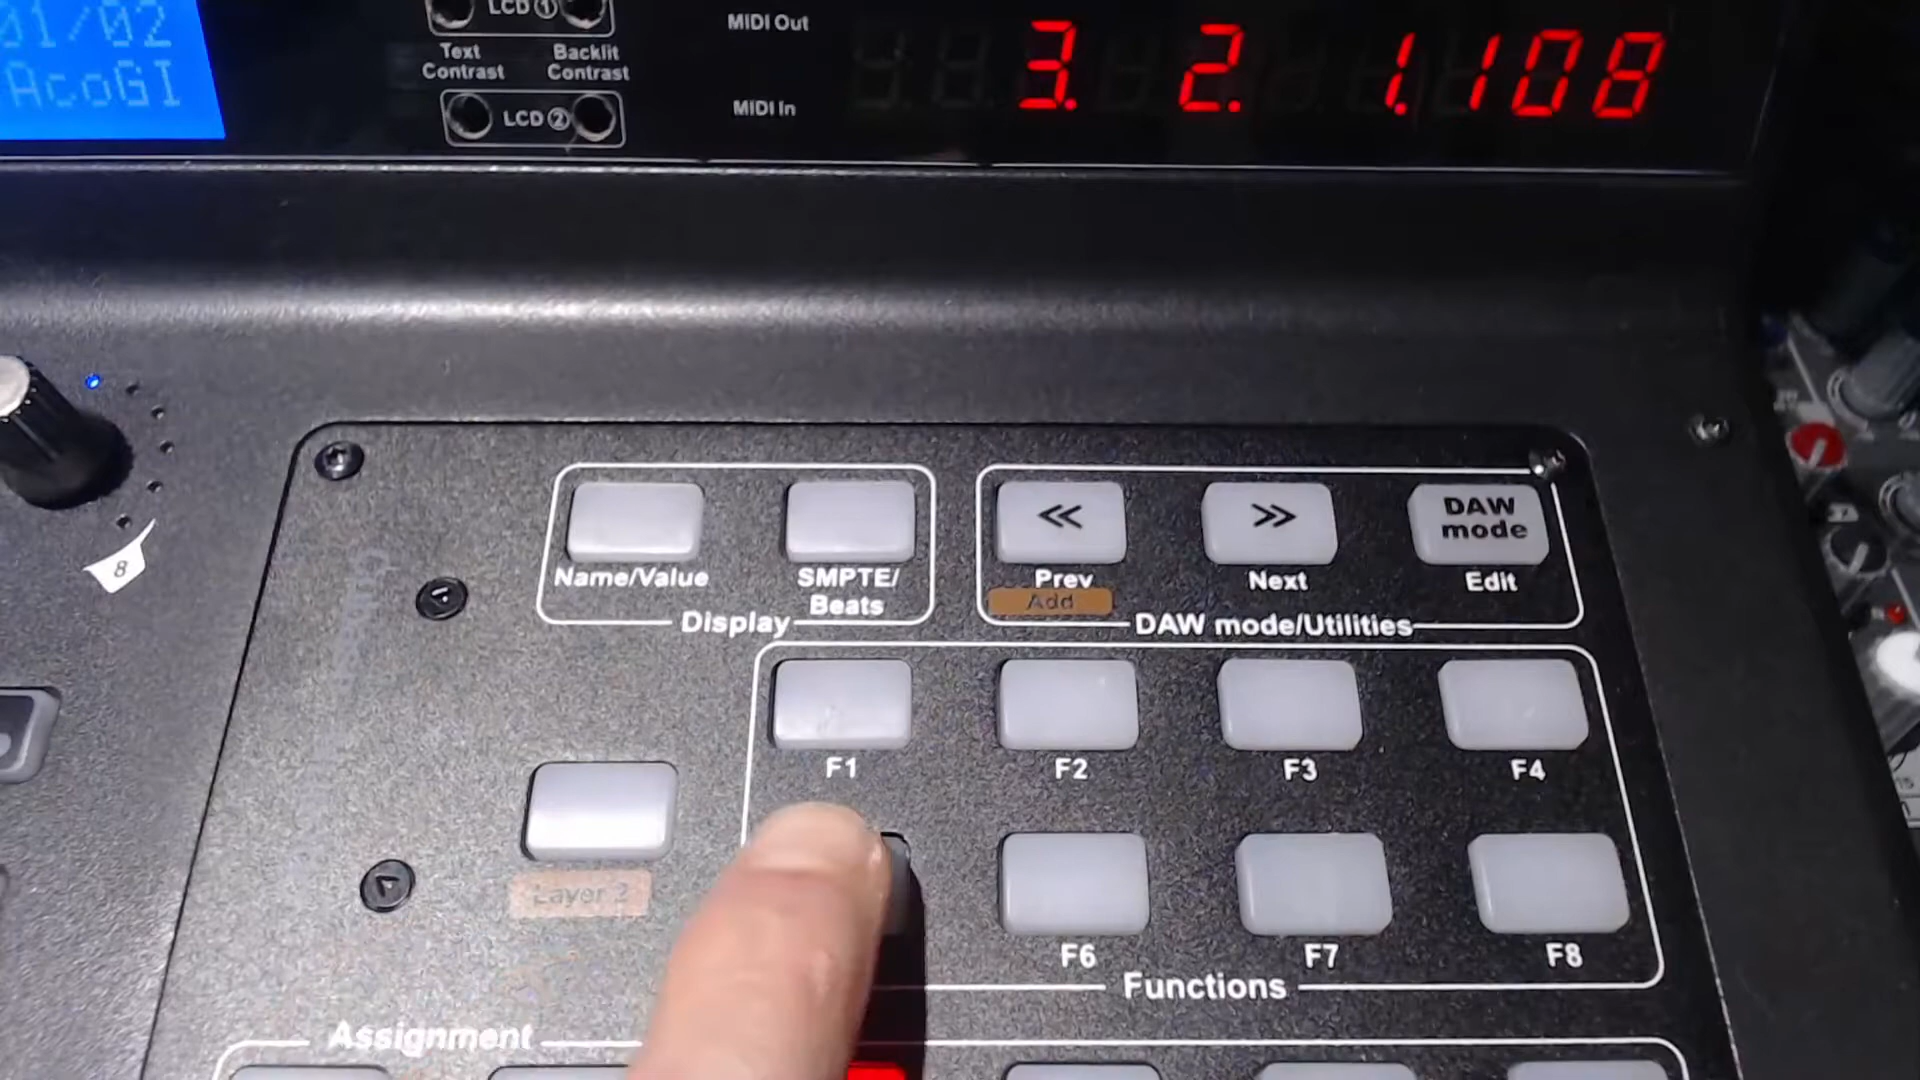 01/02
AcoGI
LCD ①
Text
Contrast
Backlit
Contrast
LCD ②
MIDI Out
MIDI In
3. 2. 1.108
8
<<
>>
DAW
mode
Name/Value
SMPTE/
Beats
Prev
Next
Edit
Add
Display
DAW mode/Utilities
F1
F2
F3
F4
Layer 2
F6
F7
F8
Functions
Assignment